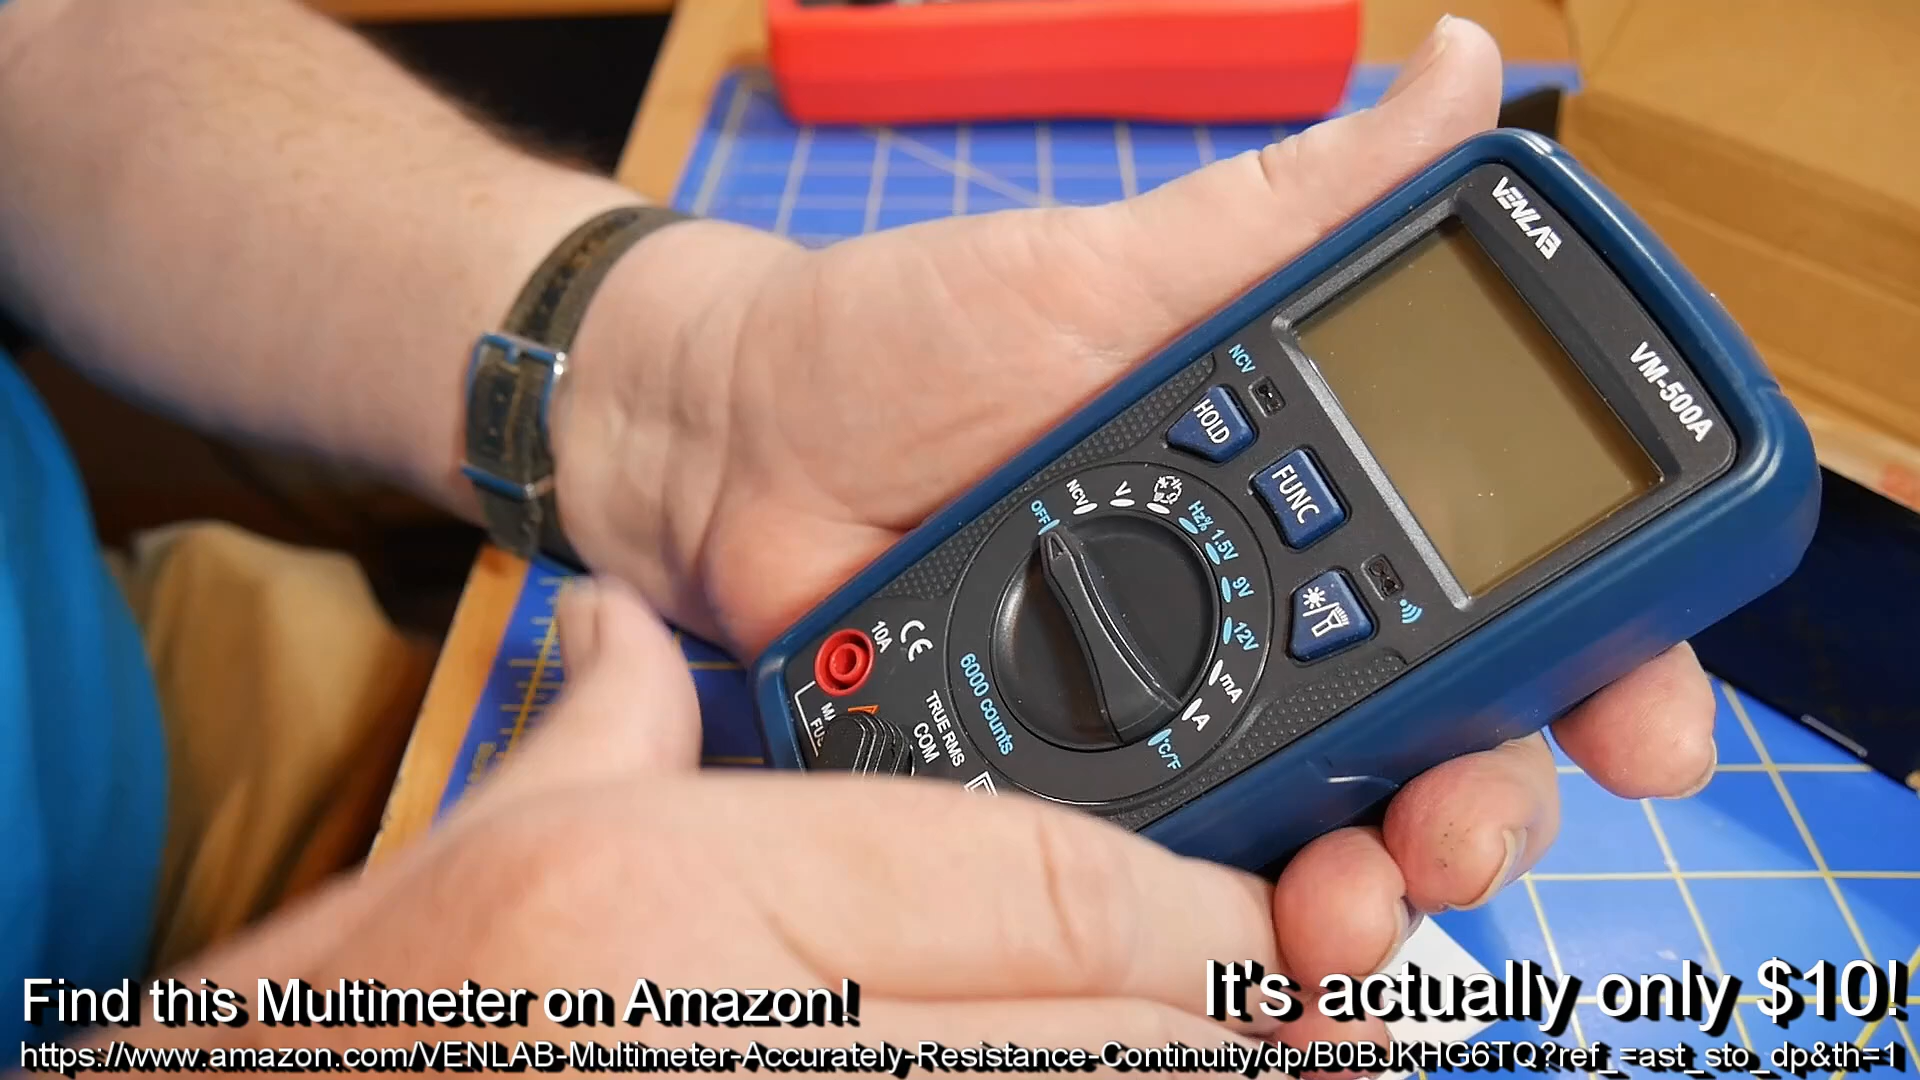 VENLAB
VM-500A
NCV
HOLD
FUNC
OFF
NCV
V
Hz%
1.5V
9V
12V
mA
A
°C/°F
10A
CE
6000 counts
TRUE RMS
COM
Find this Multimeter on Amazon!
It's actually only $10!
https://www.amazon.com/VENLAB-Multimeter-Accurately-Resistance-Continuity/dp/B0BJKHG6TQ?ref_=ast_sto_dp&th=1